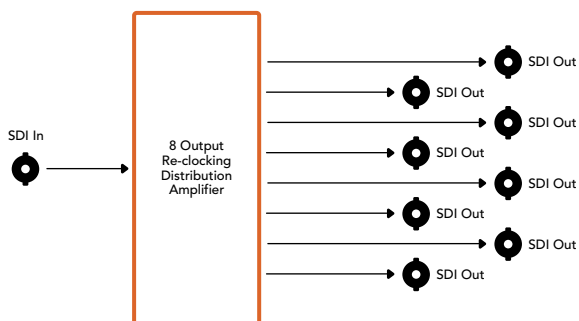 SDI In
8 Output
Re-clocking
Distribution
Amplifier
SDI Out
SDI Out
SDI Out
SDI Out
SDI Out
SDI Out
SDI Out
SDI Out